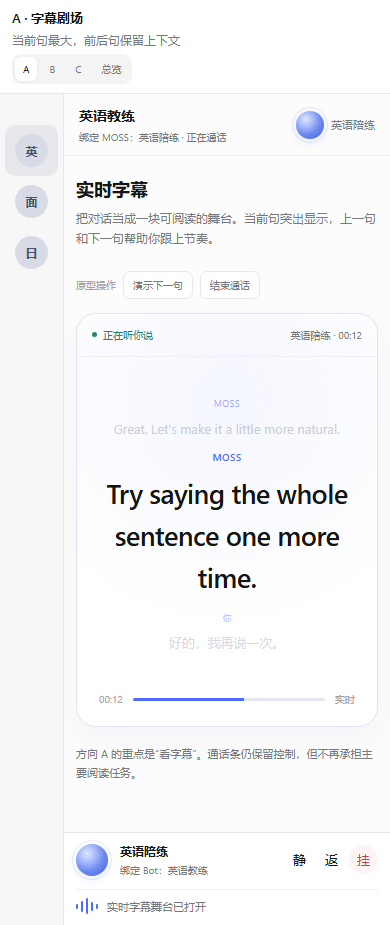 A · 字幕剧场
当前句最大，前后句保留上下文
A B C 总览
英
面
日
英语教练
绑定 MOSS：英语陪练 · 正在通话
英语陪练
实时字幕
把对话当成一块可阅读的舞台。当前句突出显示，上一句
和下一句帮助你跟上节奏。
原型操作 演示下一句 结束通话
正在听你说 英语陪练 · 00:12
MOSS
Great. Let's make it a little more natural.
MOSS
Try saying the whole
sentence one more
time.
你
好的，我再说一次。
00:12 实时
方向 A 的重点是“看字幕”。通话条仍保留控制，但不再承担主
要阅读任务。
英语陪练
绑定 Bot：英语教练
静 返 挂
实时字幕舞台已打开